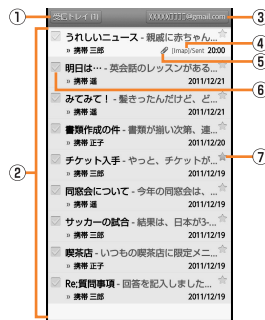 ① 受信トレイ (1) XXXXX□□□□@gmail.com ③
うれしいニュース - 親戚に赤ちゃん...
» 携帯 三郎 (Imap)/Sent 20:00 ④
⑤
明日は… - 英会話のレッスンがある...
» 携帯 遥 2011/12/21 ⑥
みてみて! - 髪きったんだけど、ど...
» 携帯 遥 2011/12/21
書類作成の件 - 書類が揃い次第、連...
» 携帯 正子 2011/12/20
チケット入手 - やっと、チケットが... ⑦
» 携帯 三郎 2011/12/19
②
同窓会について - 今年の同窓会は、...
» 携帯 遥 2011/12/19
サッカーの試合 - 結果は、日本が3-...
» 携帯 三郎 2011/12/19
喫茶店 - いつもの喫茶店に限定メニ...
» 携帯 正子 2011/12/19
Re;質問事項 - 回答を記入しました...
» 携帯 三郎 2011/12/19